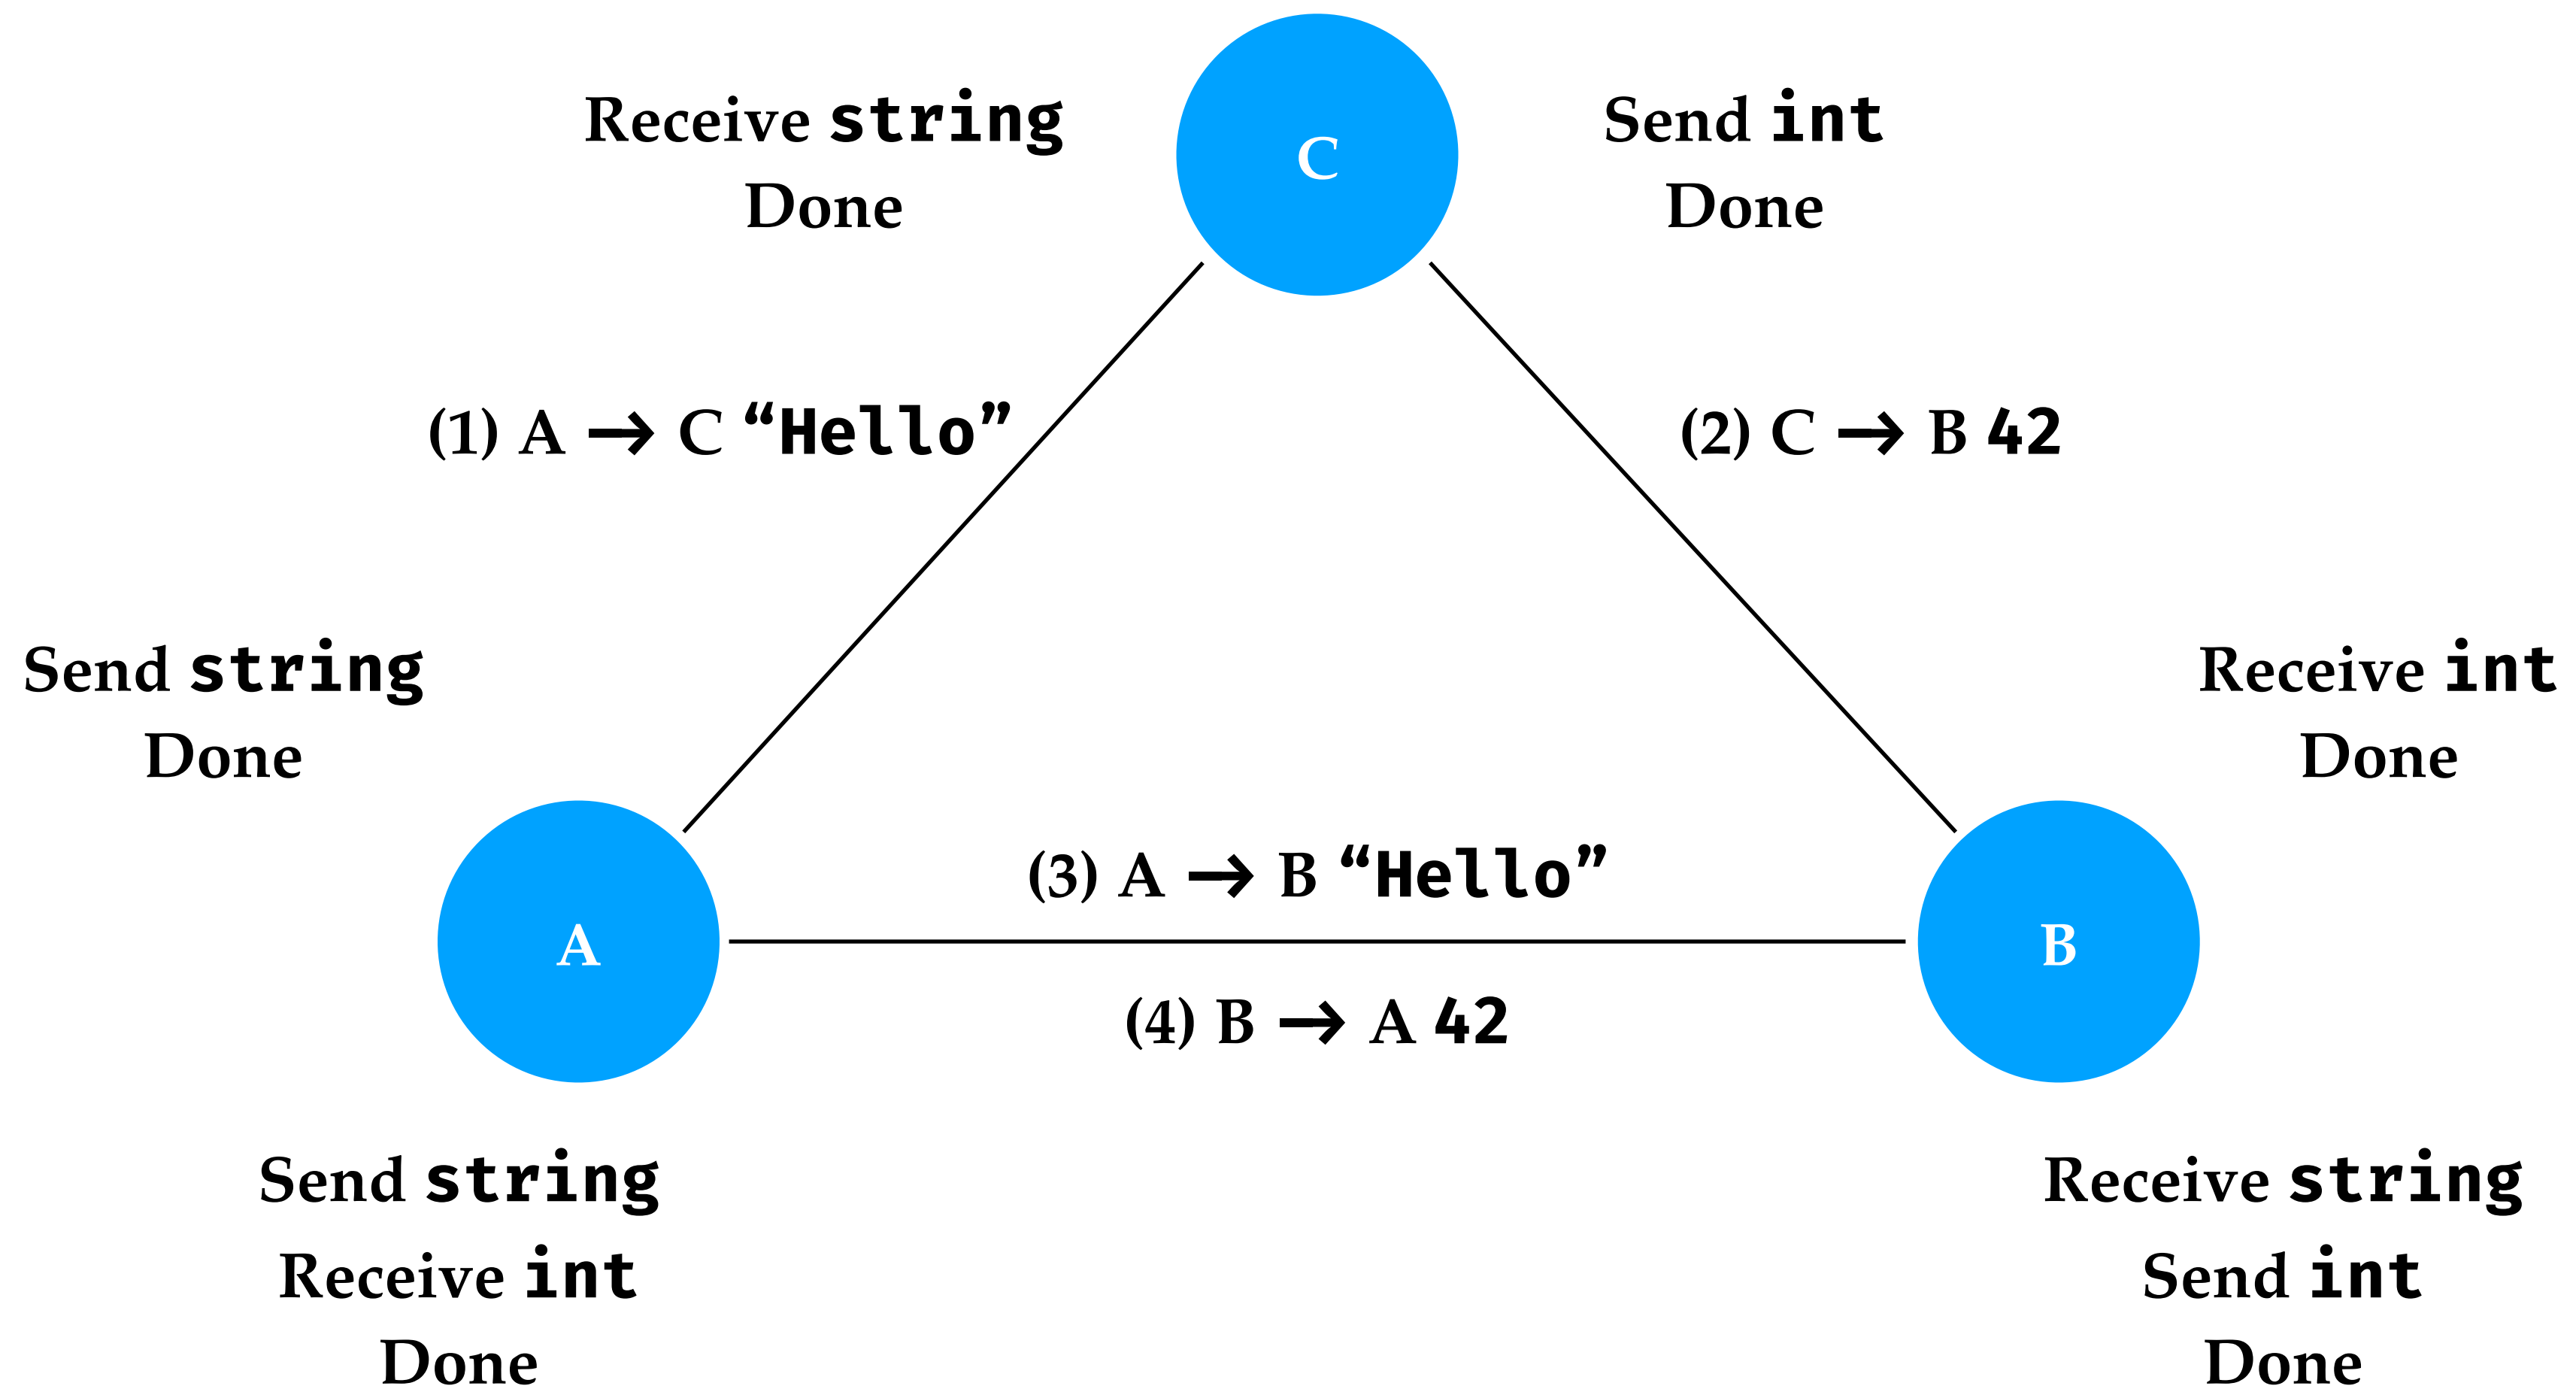 Receive string
Done
C
Send int
Done
(1) A → C “Hello”
(2) C → B 42
Send string
Done
Receive int
Done
(3) A → B “Hello”
A
B
(4) B → A 42
Send string
Receive int
Done
Receive string
Send int
Done